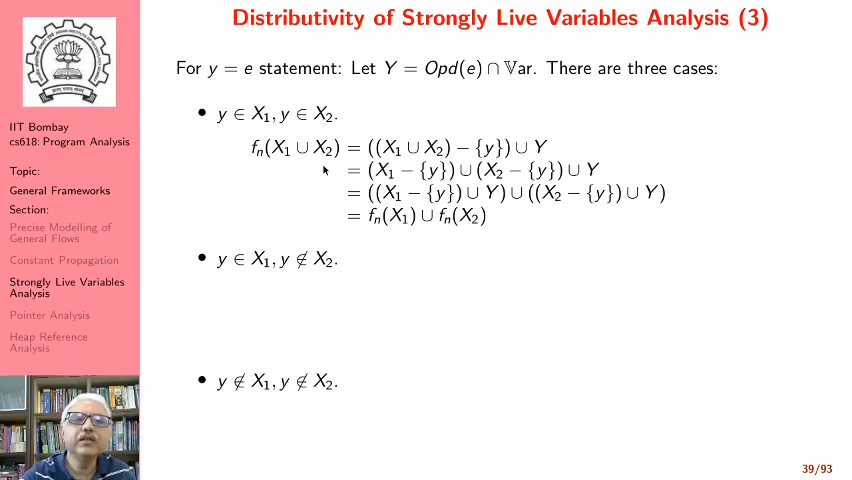 Distributivity of Strongly Live Variables Analysis (3)
IIT Bombay
cs618: Program Analysis
Topic:
General Frameworks
Section:
Precise Modelling of
General Flows
Constant Propagation
Strongly Live Variables
Analysis
Pointer Analysis
Heap Reference
Analysis
For y = e statement: Let Y = Opd(e) ∩ 𝕍ar. There are three cases:
• y ∈ X₁, y ∈ X₂.
fₙ(X₁ ∪ X₂) = ((X₁ ∪ X₂) − {y}) ∪ Y
= (X₁ − {y}) ∪ (X₂ − {y}) ∪ Y
= ((X₁ − {y}) ∪ Y) ∪ ((X₂ − {y}) ∪ Y)
= fₙ(X₁) ∪ fₙ(X₂)
• y ∈ X₁, y ∉ X₂.
• y ∉ X₁, y ∉ X₂.
39/93